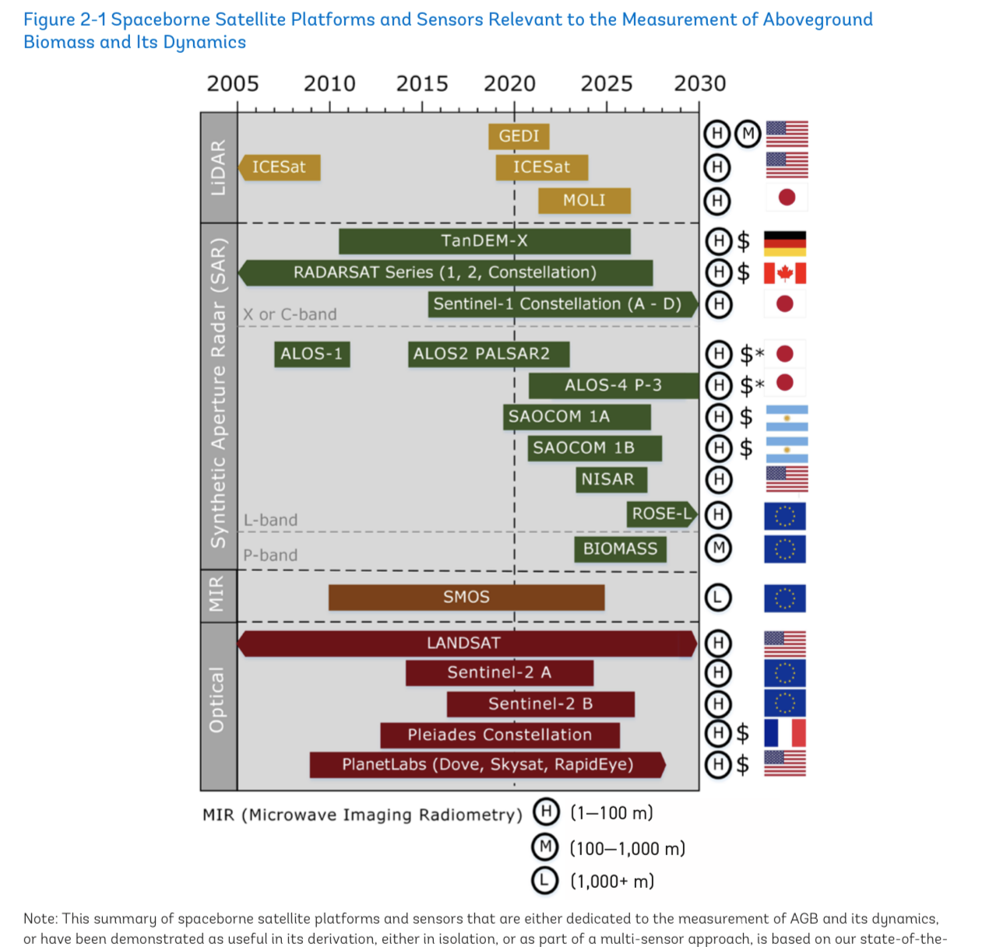 Figure 2-1 Spaceborne Satellite Platforms and Sensors Relevant to the Measurement of Aboveground
Biomass and Its Dynamics
2005 2010 2015 2020 2025 2030
LiDAR
GEDI H M
ICESat ICESat H
MOLI H
Synthetic Aperture Radar (SAR)
TanDEM-X H $
RADARSAT Series (1, 2, Constellation) H $
Sentinel-1 Constellation (A - D) H
X or C-band
ALOS-1 ALOS2 PALSAR2 H $*
ALOS-4 P-3 H $*
SAOCOM 1A H $
SAOCOM 1B H $
NISAR H
ROSE-L H
L-band
BIOMASS M
P-band
MIR
SMOS L
Optical
LANDSAT H
Sentinel-2 A H
Sentinel-2 B H
Pleiades Constellation H $
PlanetLabs (Dove, Skysat, RapidEye) H $
MIR (Microwave Imaging Radiometry) H (1—100 m)
M (100—1,000 m)
L (1,000+ m)
Note: This summary of spaceborne satellite platforms and sensors that are either dedicated to the measurement of AGB and its dynamics,
or have been demonstrated as useful in its derivation, either in isolation, or as part of a multi-sensor approach, is based on our state-of-the-